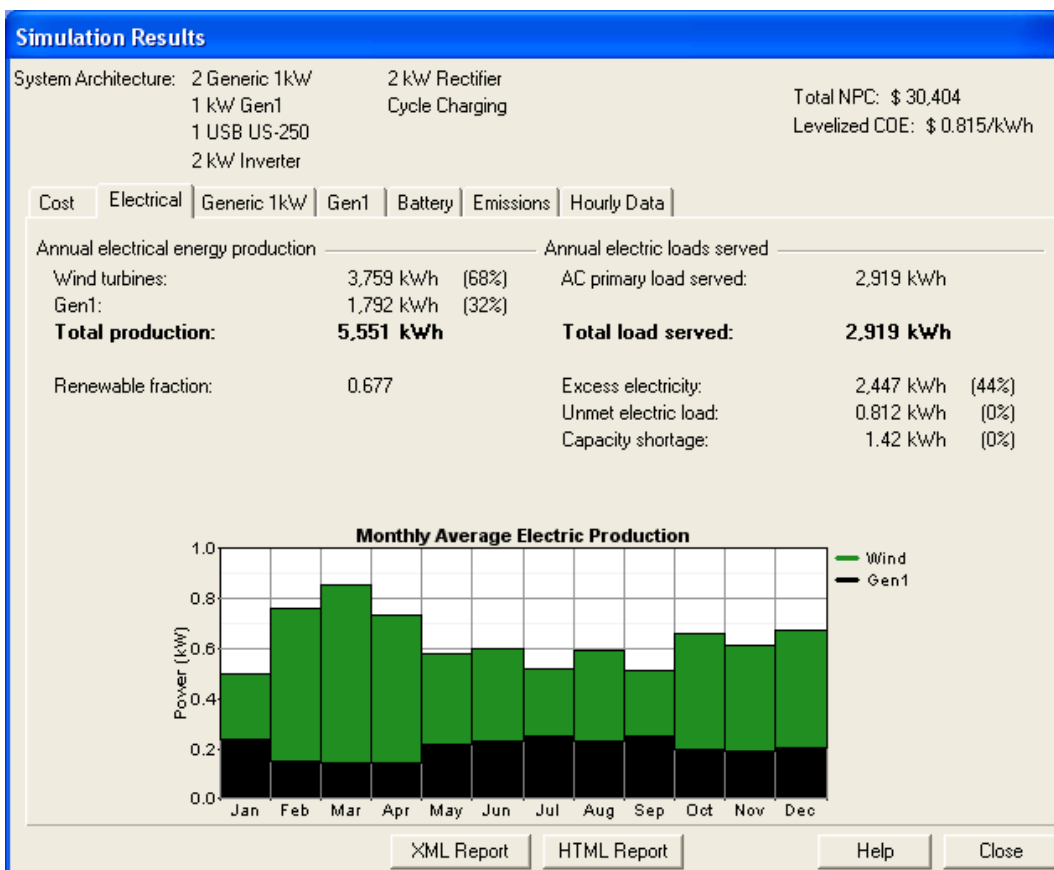 Simulation Results
System Architecture: 2 Generic 1kW 2 kW Rectifier
1 kW Gen1 Cycle Charging
1 USB US-250
2 kW Inverter
Total NPC: $ 30,404
Levelized COE: $ 0.815/kWh
Cost Electrical Generic 1kW Gen1 Battery Emissions Hourly Data
Annual electrical energy production
Wind turbines: 3,759 kWh (68%)
Gen1: 1,792 kWh (32%)
Total production: 5,551 kWh
Renewable fraction: 0.677
Annual electric loads served
AC primary load served: 2,919 kWh
Total load served: 2,919 kWh
Excess electricity: 2,447 kWh (44%)
Unmet electric load: 0.812 kWh (0%)
Capacity shortage: 1.42 kWh (0%)
Monthly Average Electric Production
1.0
0.8
0.6
0.4
0.2
0.0
Power (kW)
Jan Feb Mar Apr May Jun Jul Aug Sep Oct Nov Dec
Wind
Gen1
XML Report HTML Report Help Close